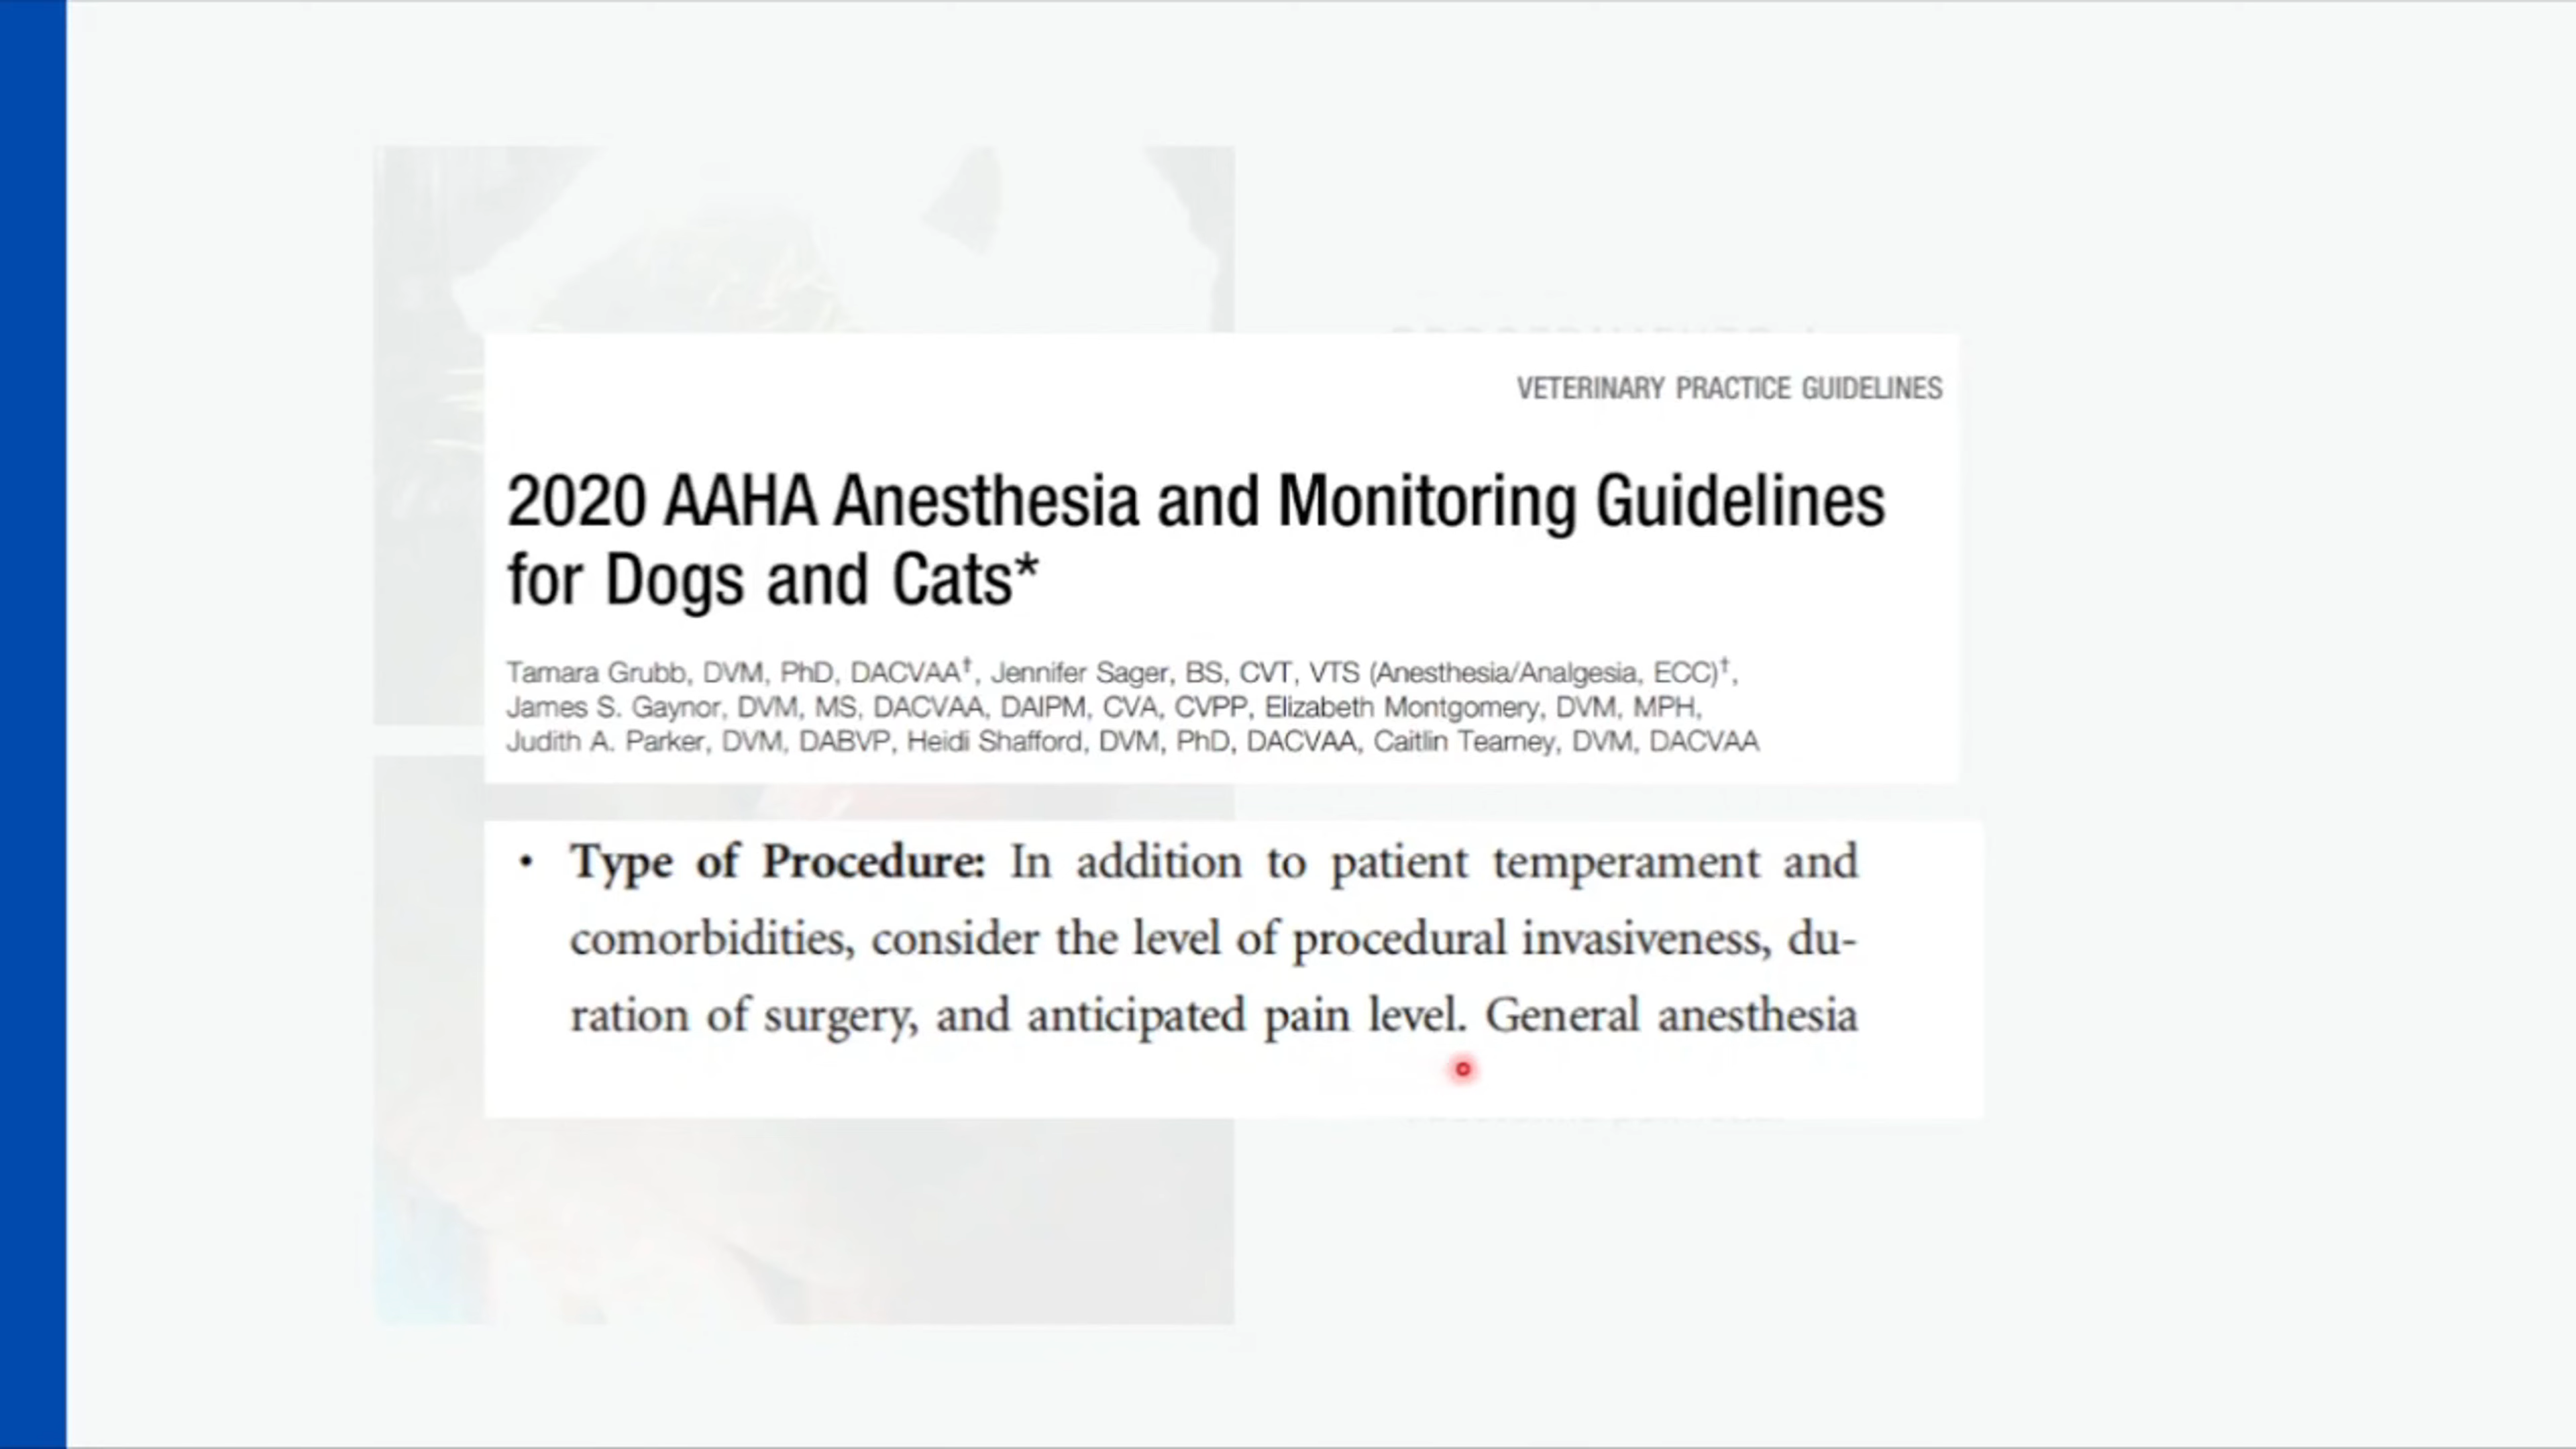 VETERINARY PRACTICE GUIDELINES
2020 AAHA Anesthesia and Monitoring Guidelines
for Dogs and Cats*
Tamara Grubb, DVM, PhD, DACVAA†, Jennifer Sager, BS, CVT, VTS (Anesthesia/Analgesia, ECC)†,
James S. Gaynor, DVM, MS, DACVAA, DAIPM, CVA, CVPP, Elizabeth Montgomery, DVM, MPH,
Judith A. Parker, DVM, DABVP, Heidi Shafford, DVM, PhD, DACVAA, Caitlin Tearney, DVM, DACVAA
• Type of Procedure: In addition to patient temperament and
comorbidities, consider the level of procedural invasiveness, du-
ration of surgery, and anticipated pain level. General anesthesia